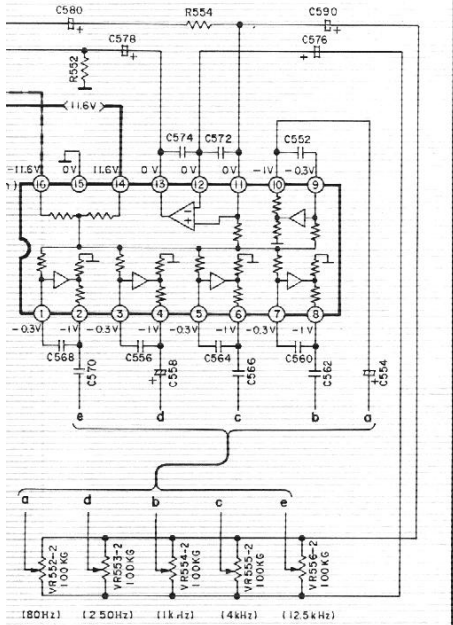 C580
R554
C590
C578
C576
R552
11.6V
C574
C572
C552
-11.6V
0V
11.6V
0V
0V
0V
-1V
-0.3V
16
15
14
13
12
11
10
9
1
2
3
4
5
6
7
8
-0.3V
-1V
-0.3V
-1V
-0.3V
-1V
-0.3V
-1V
C568
C570
C556
C558
C564
C566
C560
C562
C554
e
d
c
b
a
a
d
b
c
e
VR552-2
100KG
VR553-2
100KG
VR554-2
100KG
VR555-2
100KG
VR556-2
100KG
(80Hz)
(250Hz)
(1kHz)
(4kHz)
(12.5kHz)